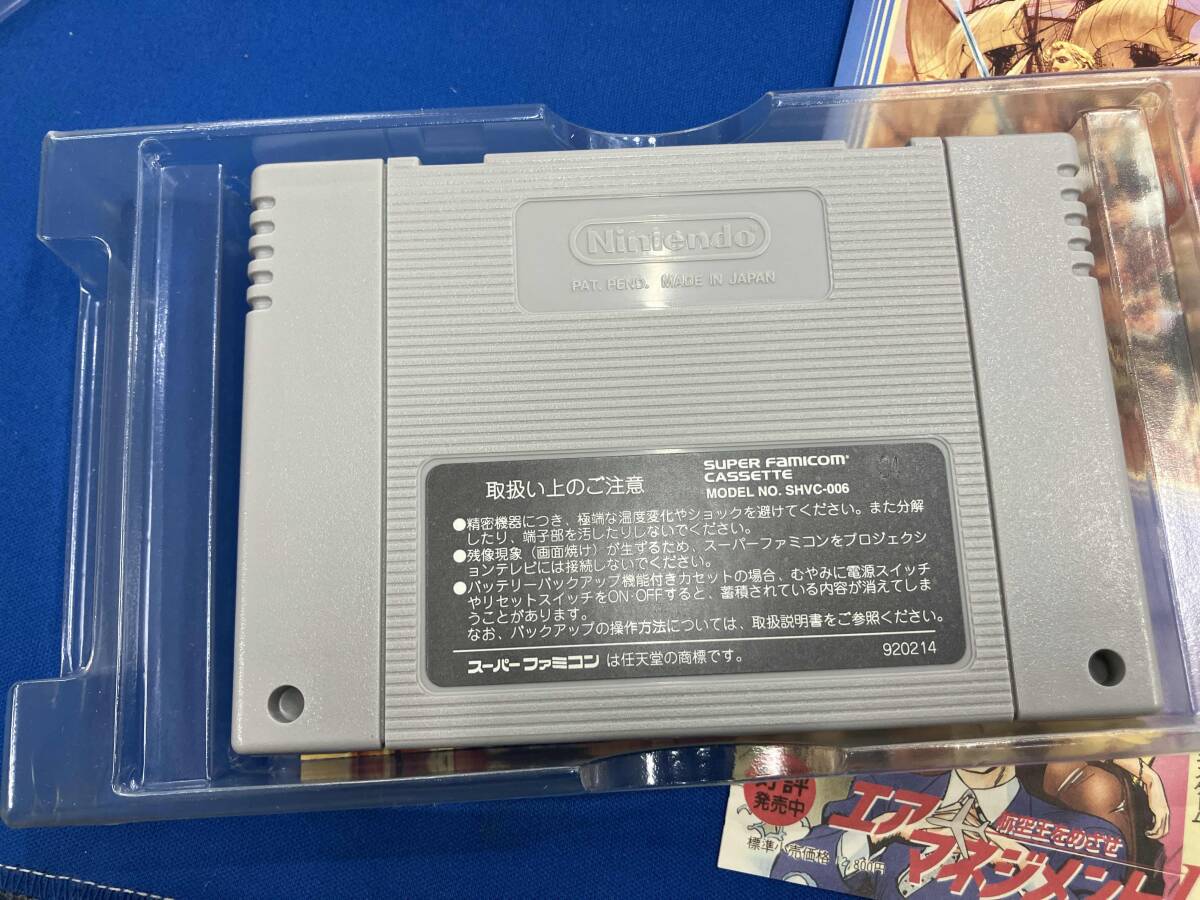 Nintendo
PAT. PEND. MADE IN JAPAN
取扱い上のご注意
SUPER FAMICOM
CASSETTE
MODEL NO. SHVC-006
●精密機器につき、極端な温度変化やショックを避けてください。また分解
したり、端子部を汚したりしないでください。
●残像現象(画面焼け)が生ずるため、スーパーファミコンをプロジェクシ
ョンテレビには接続しないでください。
●バッテリーバックアップ機能付きカセットの場合、むやみに電源スイッチ
やリセットスイッチをON・OFFすると、蓄積されている内容が消えてしま
うことがあります。
なお、バックアップの操作方法については、取扱説明書をご参照ください。
スーパーファミコン は任天堂の商標です。
920214
好評
発売中
エアーマネジメント
航空王をめざせ